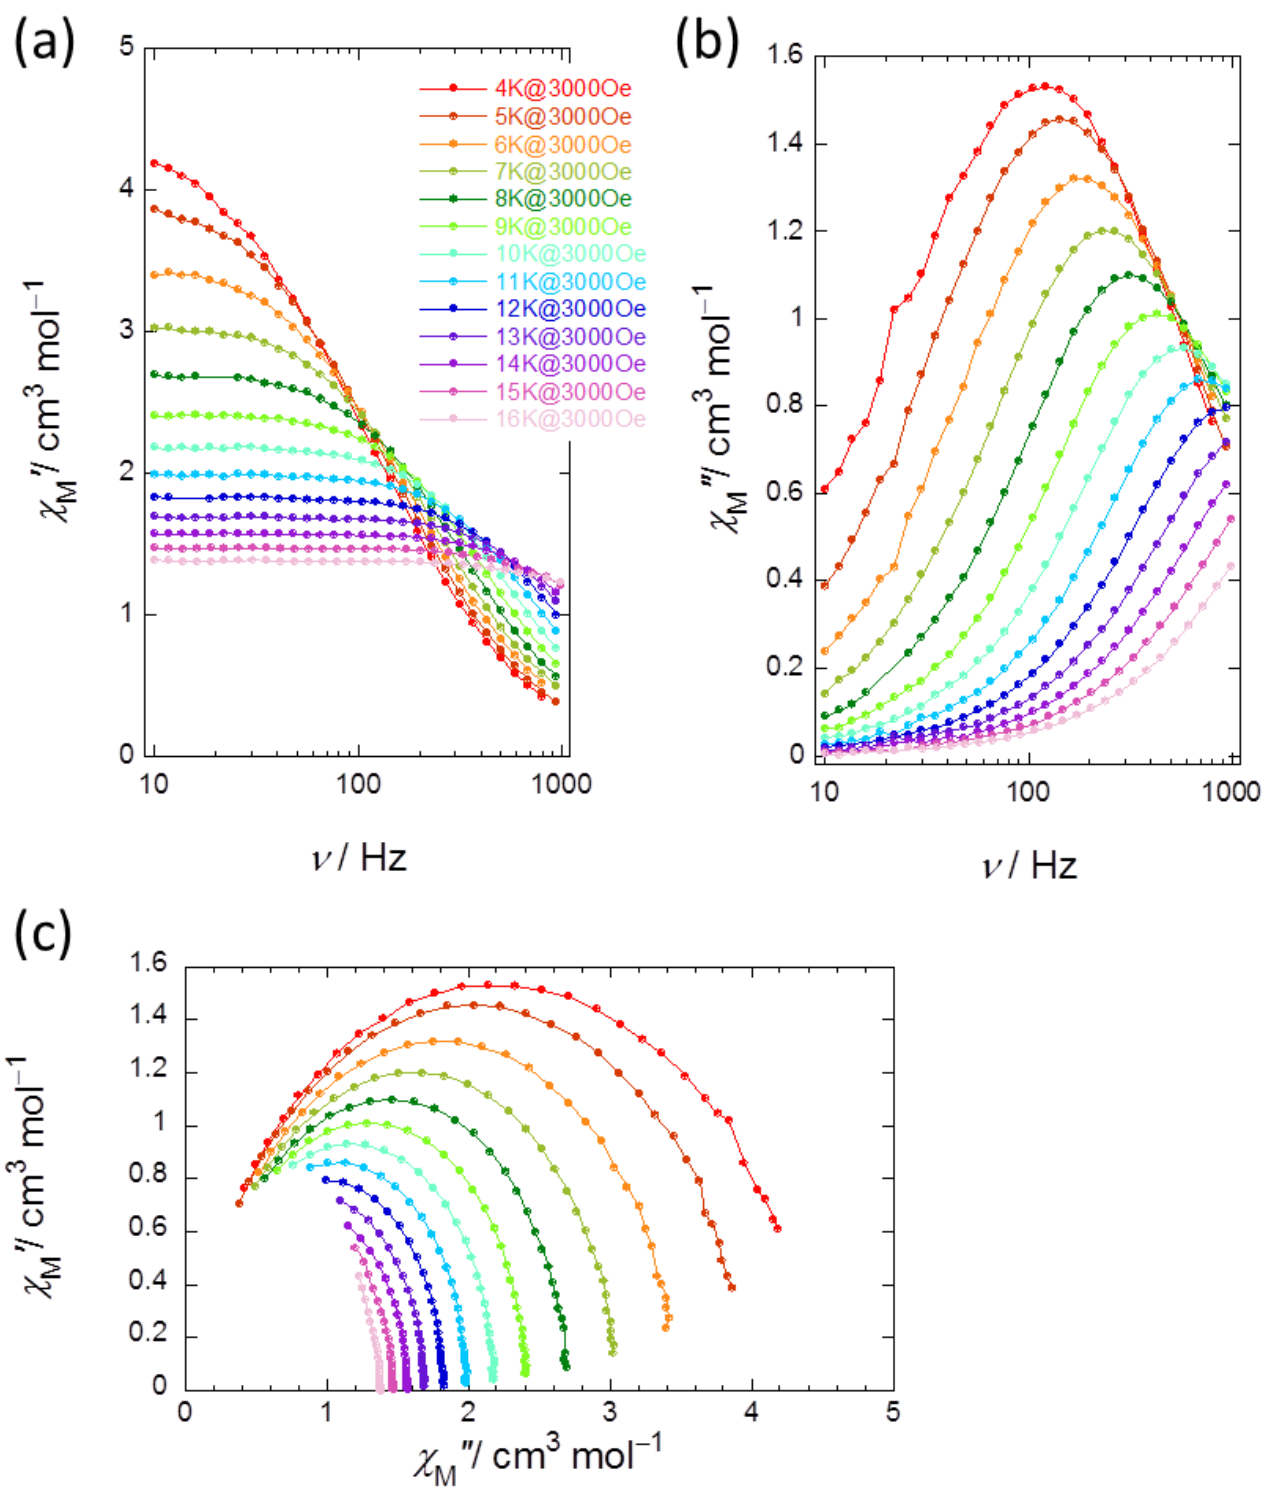 (a)
5
4
3
2
1
0
10
100
1000
χM'/ cm³ mol⁻¹
ν / Hz
4K@3000Oe
5K@3000Oe
6K@3000Oe
7K@3000Oe
8K@3000Oe
9K@3000Oe
10K@3000Oe
11K@3000Oe
12K@3000Oe
13K@3000Oe
14K@3000Oe
15K@3000Oe
16K@3000Oe
(b)
1.6
1.4
1.2
1
0.8
0.6
0.4
0.2
0
10
100
1000
χM"/ cm³ mol⁻¹
ν / Hz
(c)
1.6
1.4
1.2
1
0.8
0.6
0.4
0.2
0
0
1
2
3
4
5
χM'/ cm³ mol⁻¹
χM"/ cm³ mol⁻¹